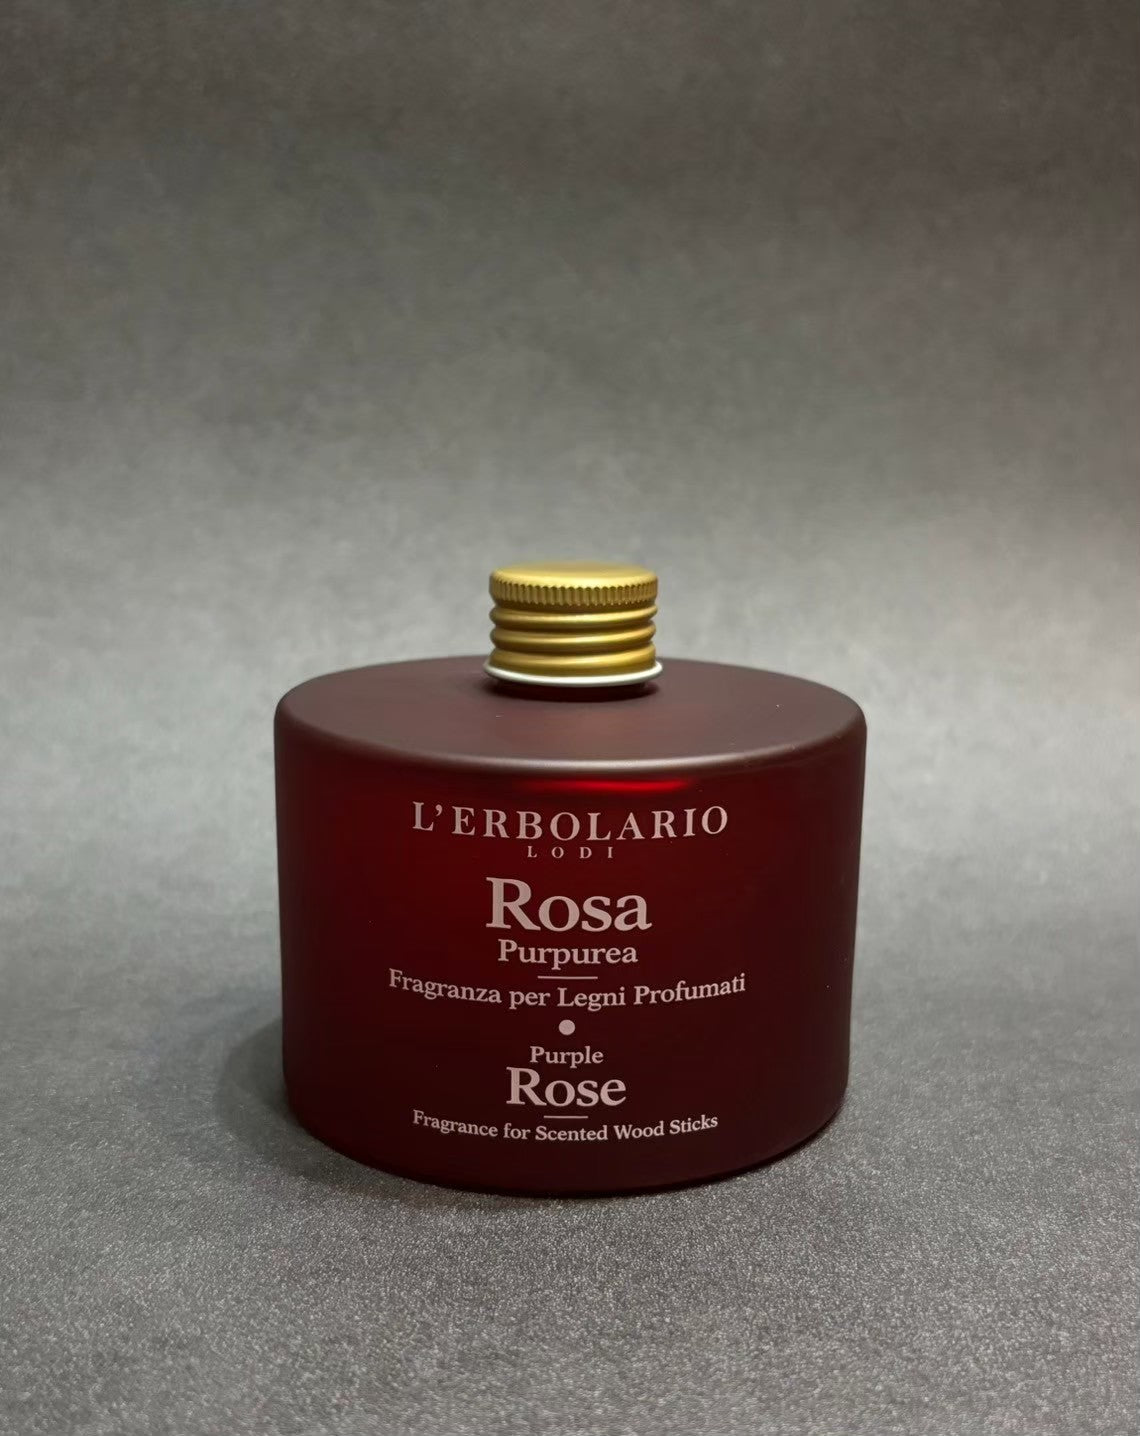 L'ERBOLARIO
LODI
Rosa
Purpurea
Fragranza per Legni Profumati
Purple
Rose
Fragrance for Scented Wood Sticks